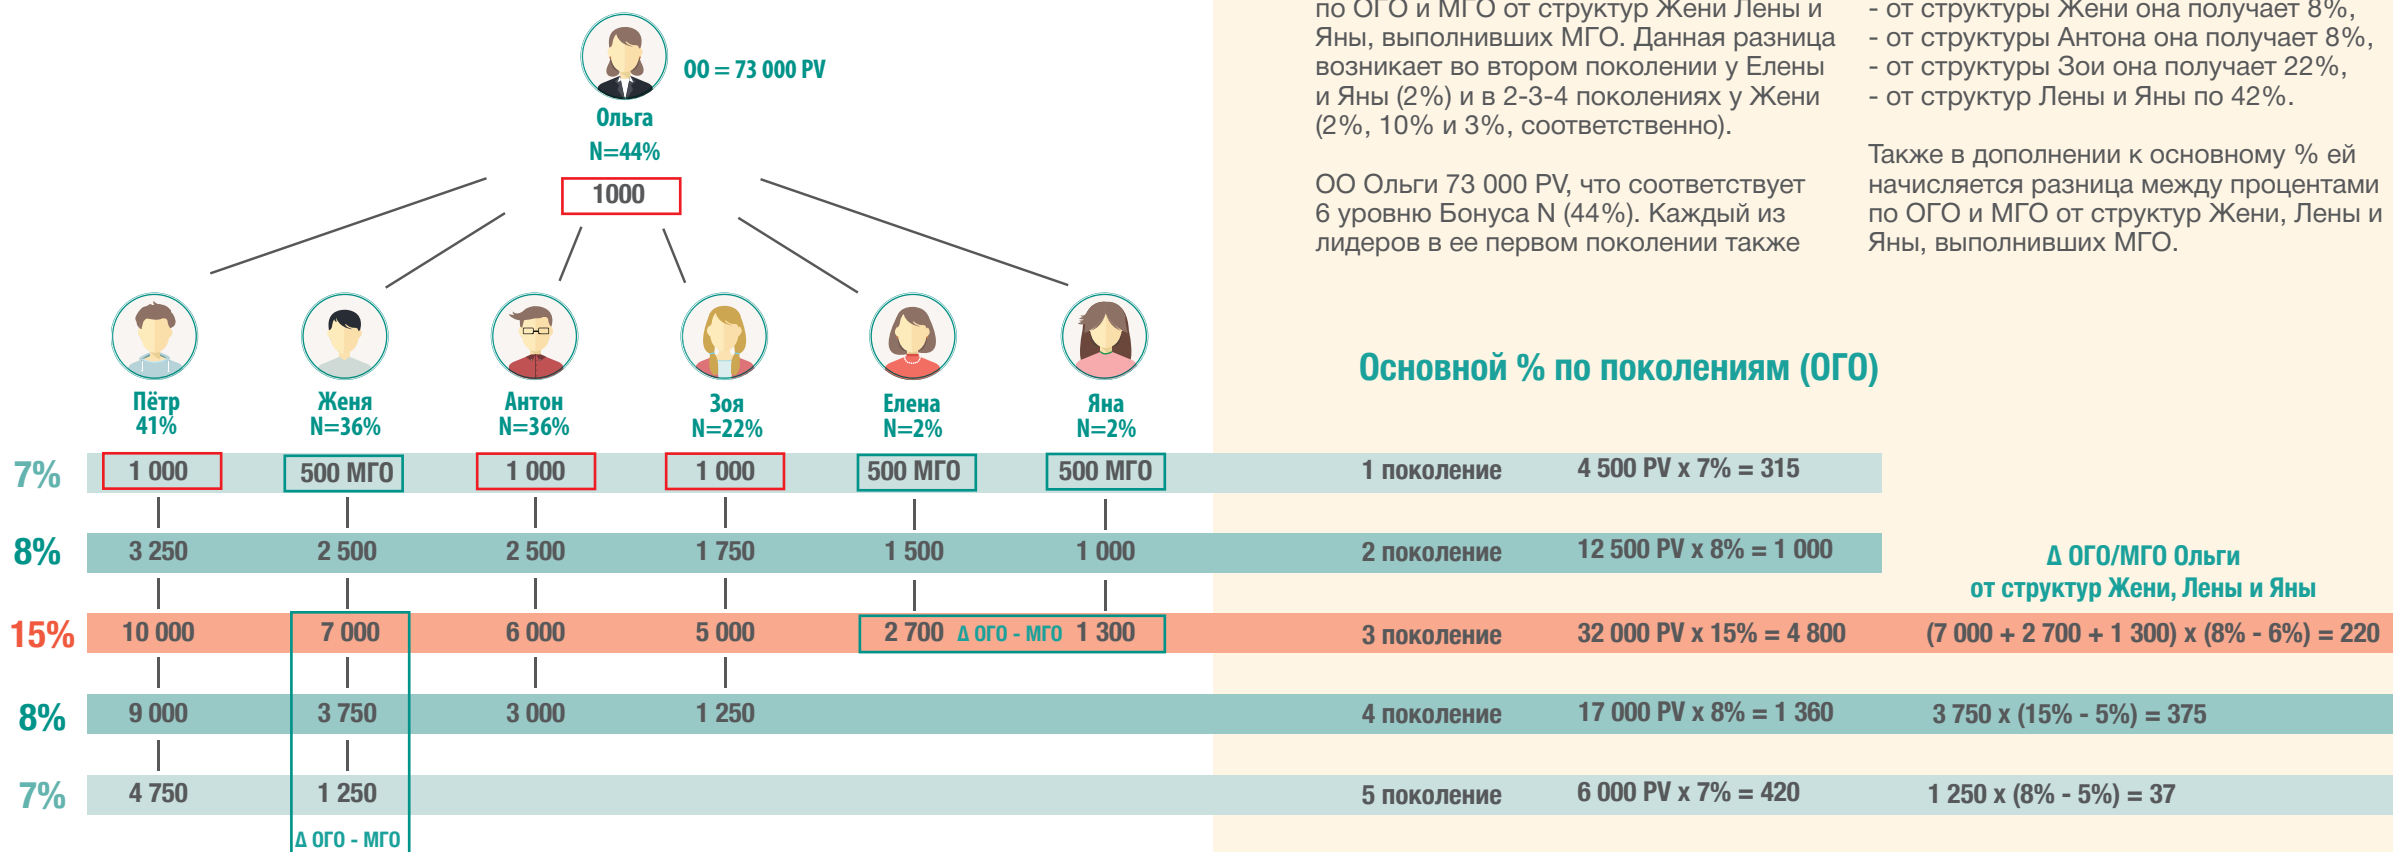 ОО = 73 000 PV
Ольга
N=44%
1000
Пётр
41%
Женя
N=36%
Антон
N=36%
Зоя
N=22%
Елена
N=2%
Яна
N=2%
7% 1 000 500 МГО 1 000 1 000 500 МГО 500 МГО
8% 3 250 2 500 2 500 1 750 1 500 1 000
15% 10 000 7 000 6 000 5 000 2 700 Δ ОГО - МГО 1 300
8% 9 000 3 750 3 000 1 250
7% 4 750 1 250
Δ ОГО - МГО
по ОГО и МГО от структур Жени Лены и
Яны, выполнивших МГО. Данная разница
возникает во втором поколении у Елены
и Яны (2%) и в 2-3-4 поколениях у Жени
(2%, 10% и 3%, соответственно).
ОО Ольги 73 000 PV, что соответствует
6 уровню Бонуса N (44%). Каждый из
лидеров в ее первом поколении также
- от структуры Жени она получает 8%,
- от структуры Антона она получает 8%,
- от структуры Зои она получает 22%,
- от структур Лены и Яны по 42%.
Также в дополнении к основному % ей
начисляется разница между процентами
по ОГО и МГО от структур Жени, Лены и
Яны, выполнивших МГО.
Основной % по поколениям (ОГО)
1 поколение 4 500 PV x 7% = 315
2 поколение 12 500 PV x 8% = 1 000
Δ ОГО/МГО Ольги
от структур Жени, Лены и Яны
3 поколение 32 000 PV x 15% = 4 800 (7 000 + 2 700 + 1 300) x (8% - 6%) = 220
4 поколение 17 000 PV x 8% = 1 360 3 750 x (15% - 5%) = 375
5 поколение 6 000 PV x 7% = 420 1 250 x (8% - 5%) = 37